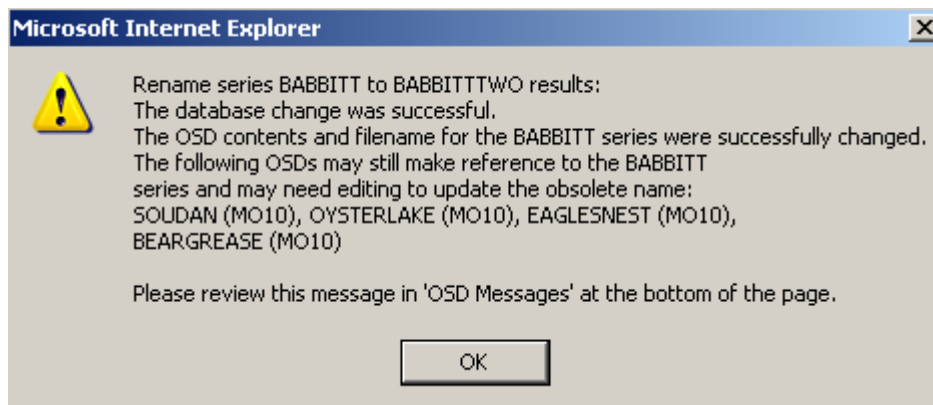 Microsoft Internet Explorer
Rename series BABBITT to BABBITTTWO results:
The database change was successful.
The OSD contents and filename for the BABBITT series were successfully changed.
The following OSDs may still make reference to the BABBITT
series and may need editing to update the obsolete name:
SOUDAN (MO10), OYSTERLAKE (MO10), EAGLESNEST (MO10),
BEARGREASE (MO10)
Please review this message in 'OSD Messages' at the bottom of the page.
OK